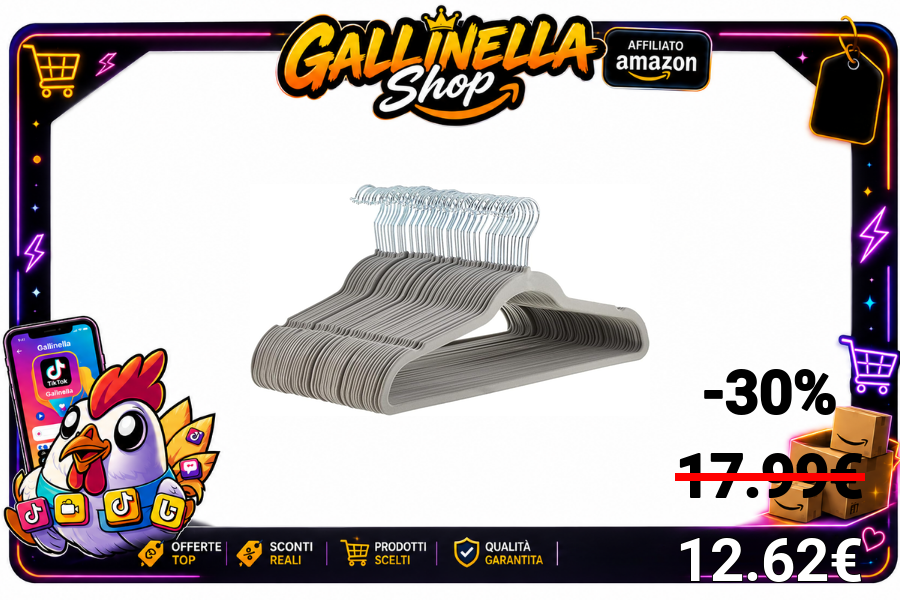 GALLINELLA
Shop
AFFILIATO
amazon
Gallinella
TikTok
Gallinella
-30%
17.99€
12.62€
OFFERTE
TOP
SCONTI
REALI
PRODOTTI
SCELTI
QUALITÀ
GARANTITA